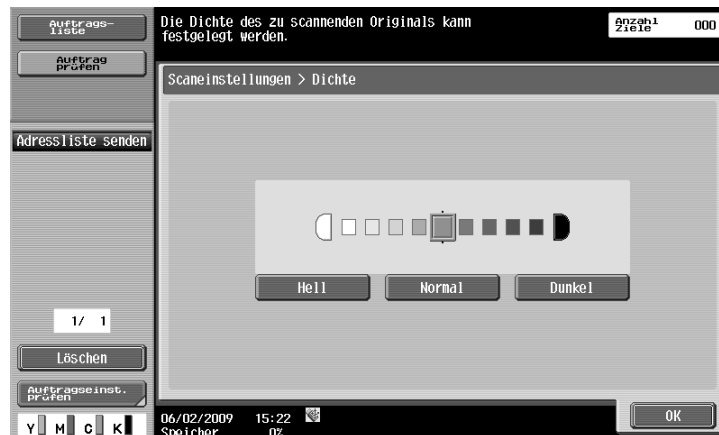 Auftrags-
liste
Auftrag
prüfen
Adressliste senden
1/ 1
Löschen
Auftragseinst.
prüfen
Y M C K
Die Dichte des zu scannenden Originals kann
festgelegt werden.
Anzahl
Ziele 000
Scaneinstellungen > Dichte
Hell Normal Dunkel
OK
06/02/2009 15:22
Speicher 0%